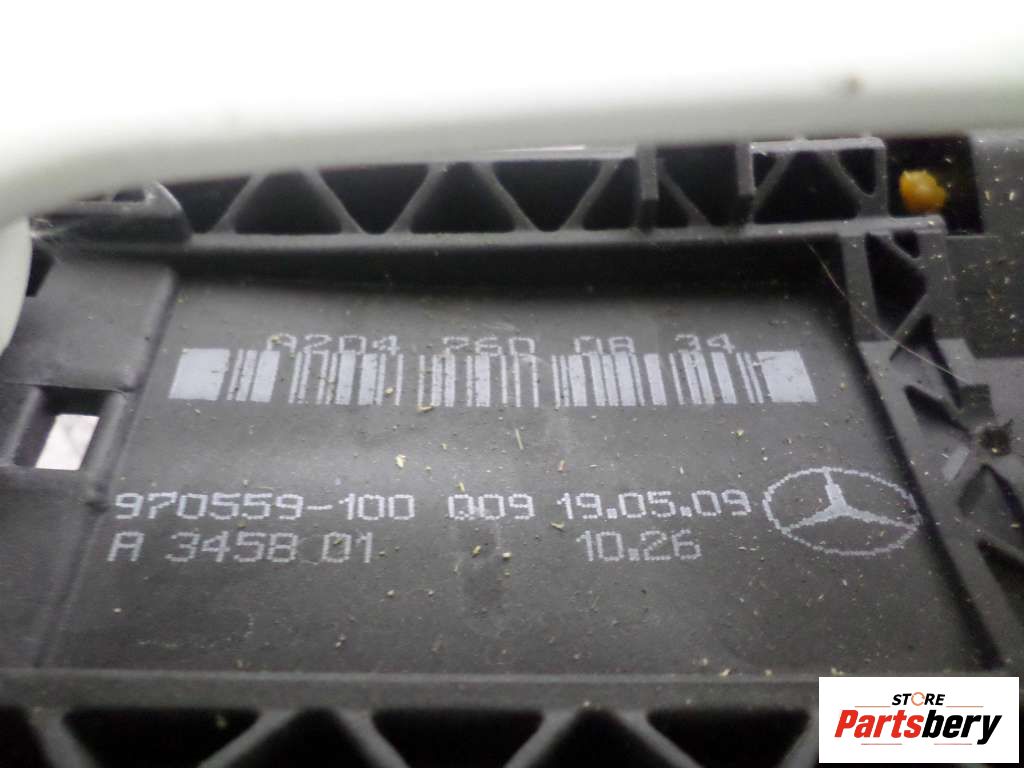 A204 260 08 34
970559-100 009 19.05.09
A 3458 01 10.26
STORE
Partsbery